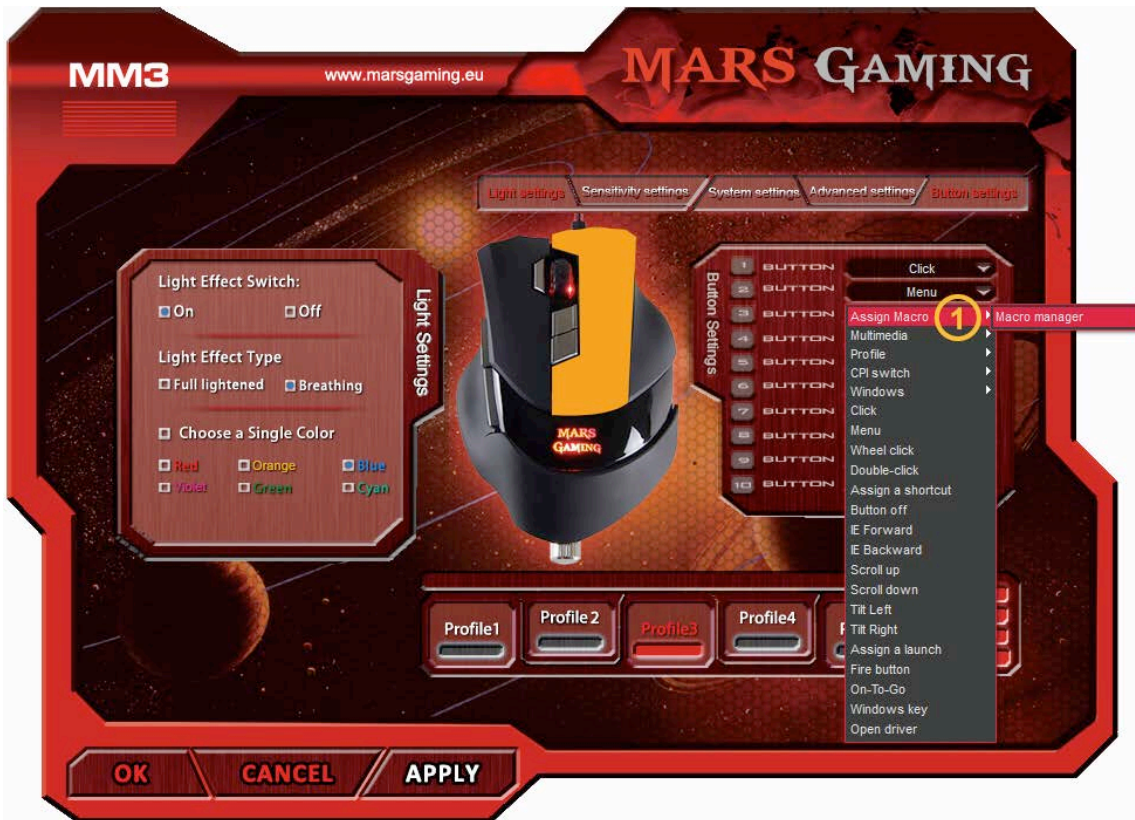 MM3
www.marsgaming.eu
MARS GAMING
Light settings
Sensitivity settings
System settings
Advanced settings
Button settings
Light Effect Switch:
On
Off
Light Effect Type
Full lightened
Breathing
Choose a Single Color
Red
Orange
Blue
Violet
Green
Cyan
Light Settings
MARS
GAMING
Button Settings
1 BUTTON
Click
2 BUTTON
Menu
3 BUTTON
4 BUTTON
5 BUTTON
6 BUTTON
7 BUTTON
8 BUTTON
9 BUTTON
10 BUTTON
Assign Macro
1
Macro manager
Multimedia
Profile
CPI switch
Windows
Click
Menu
Wheel click
Double-click
Assign a shortcut
Button off
IE Forward
IE Backward
Scroll up
Scroll down
Tilt Left
Tilt Right
Assign a launch
Fire button
On-To-Go
Windows key
Open driver
Profile1
Profile2
Profile3
Profile4
OK
CANCEL
APPLY